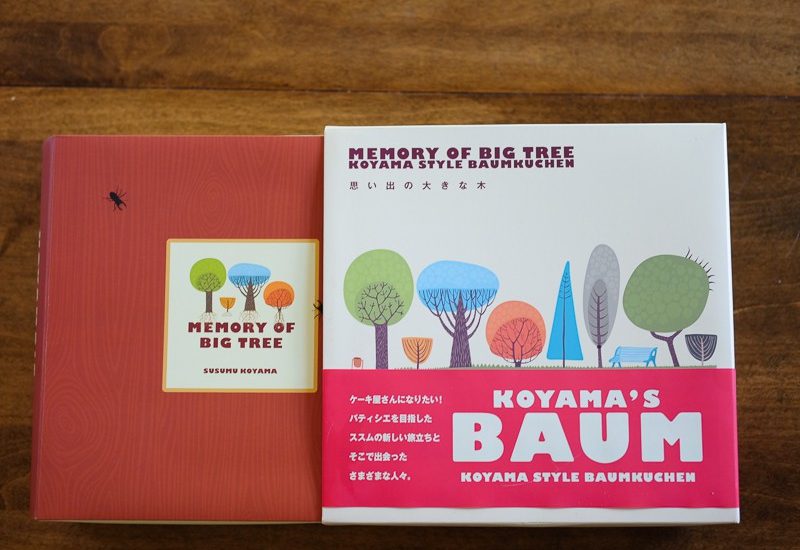 MEMORY OF
BIG TREE
SUSUMU KOYAMA
MEMORY OF BIG TREE
KOYAMA STYLE BAUMKUCHEN
思い出の大きな木
ケーキ屋さんになりたい!
パティシエを目指した
ススムの新しい旅立ちと
そこで出会った
さまざまな人々。
KOYAMA'S
BAUM
KOYAMA STYLE BAUMKUCHEN